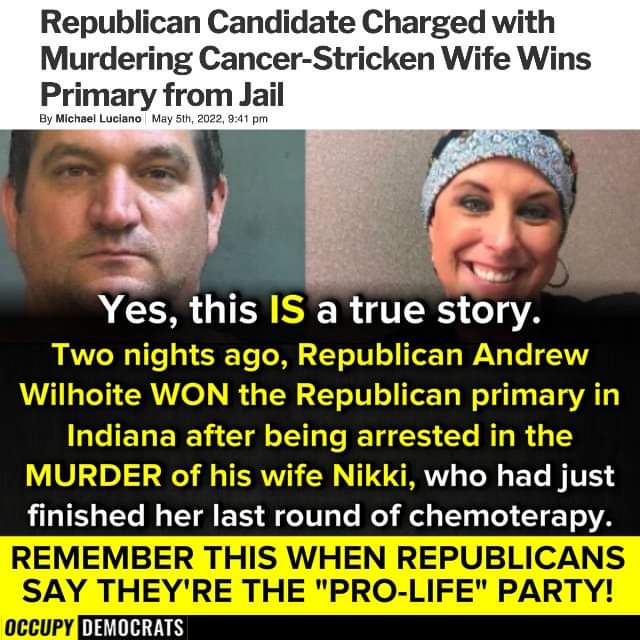 Republican Candidate Charged with
Murdering Cancer-Stricken Wife Wins
Primary from Jail
By Michael Luciano | May 5th, 2022, 9:41 pm
Yes, this IS a true story.
Two nights ago, Republican Andrew
Wilhoite WON the Republican primary in
Indiana after being arrested in the
MURDER of his wife Nikki, who had just
finished her last round of chemoterapy.
REMEMBER THIS WHEN REPUBLICANS
SAY THEY'RE THE "PRO-LIFE" PARTY!
OCCUPY DEMOCRATS